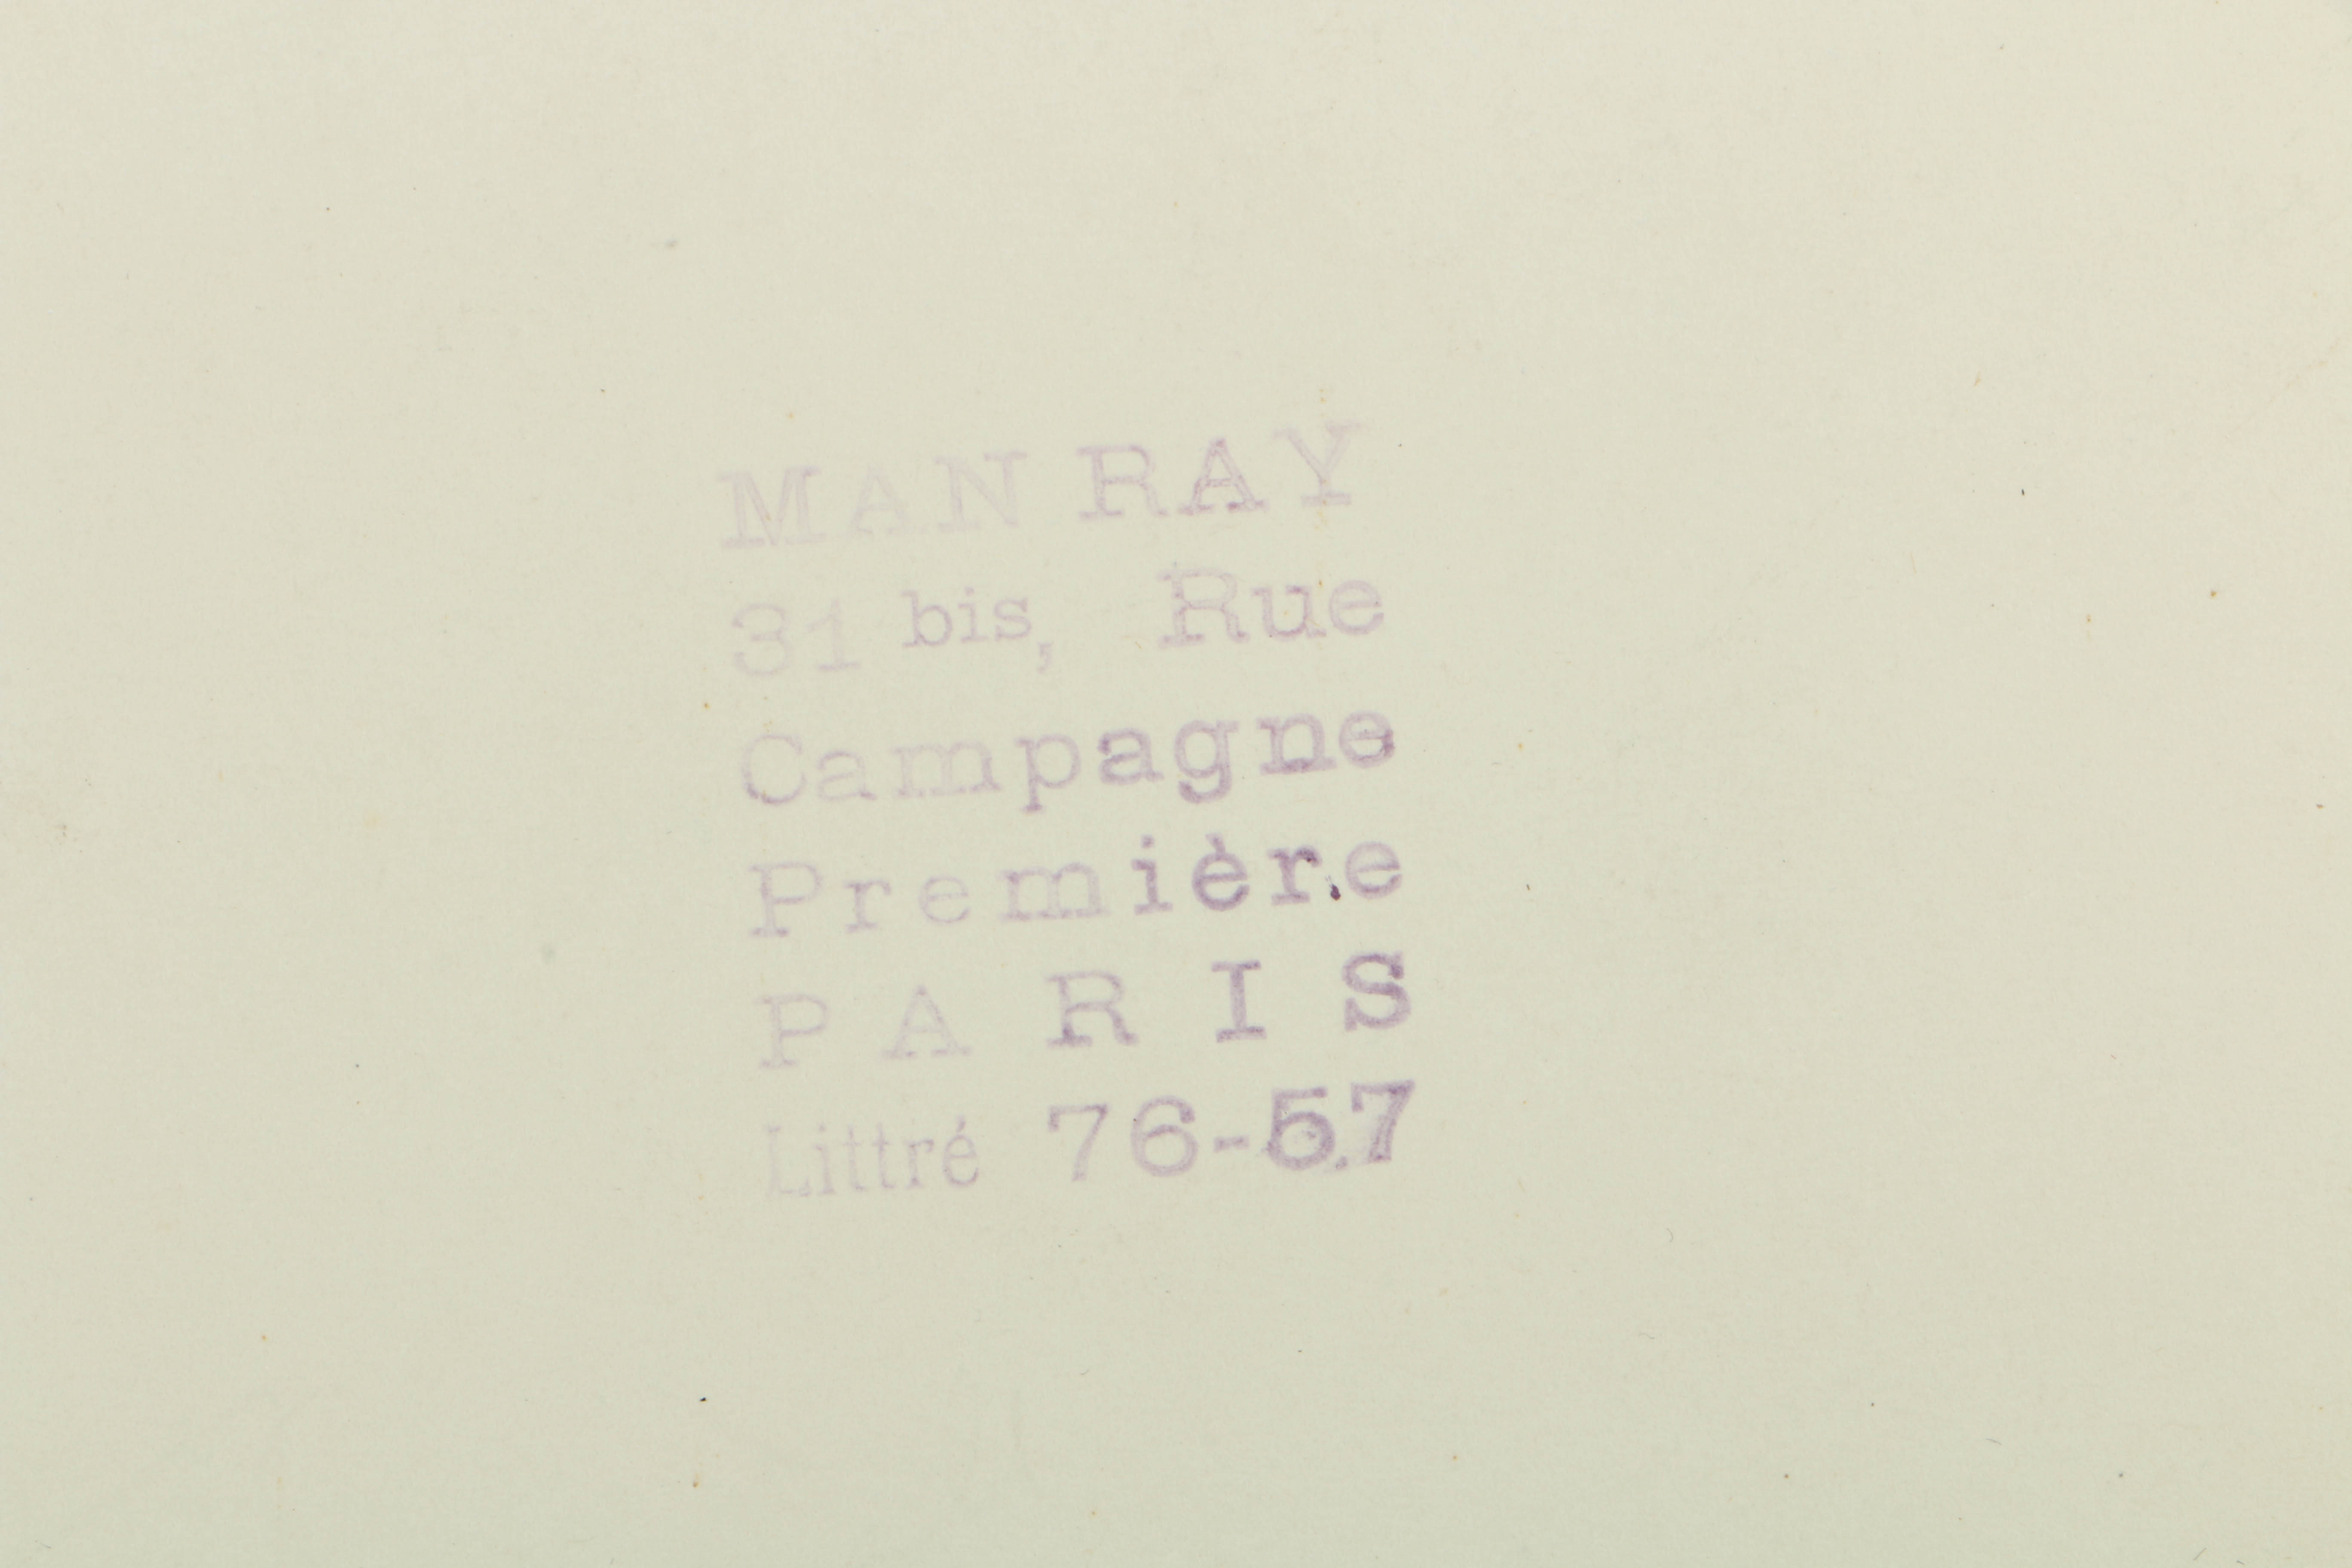 MAN RAY
31 bis, Rue
Campagne
Première
PARIS
Littré 76-57